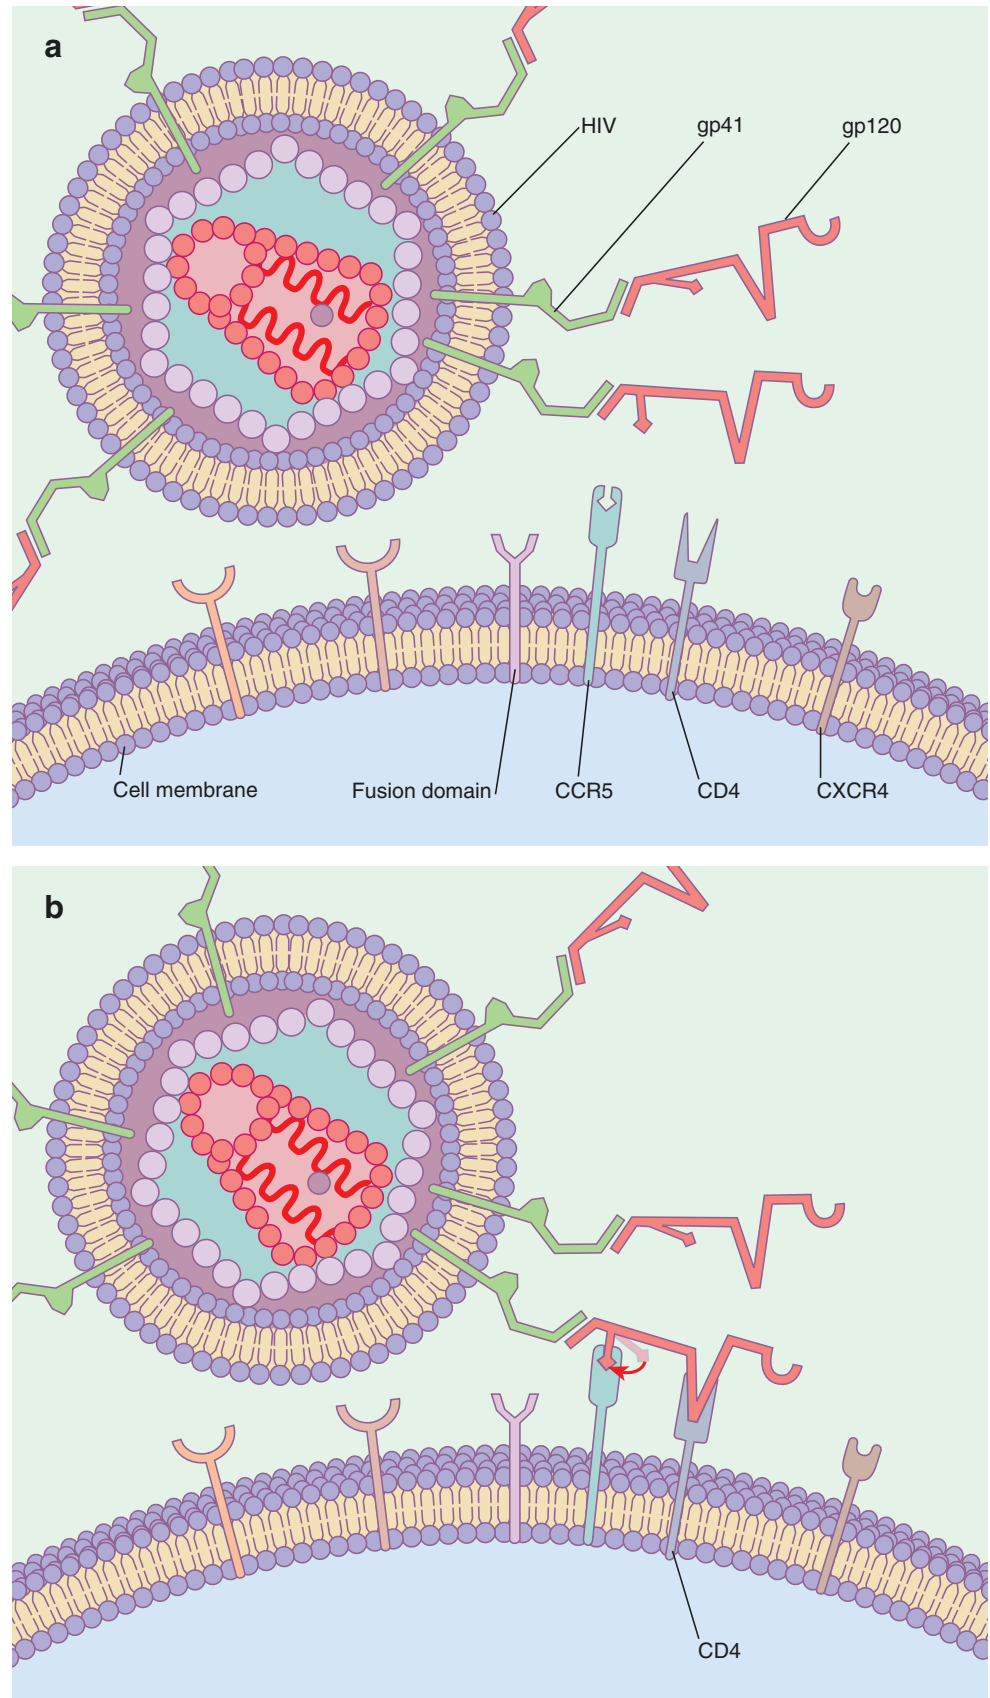 a
HIV
gp41
gp120
Cell membrane
Fusion domain
CCR5
CD4
CXCR4
b
CD4